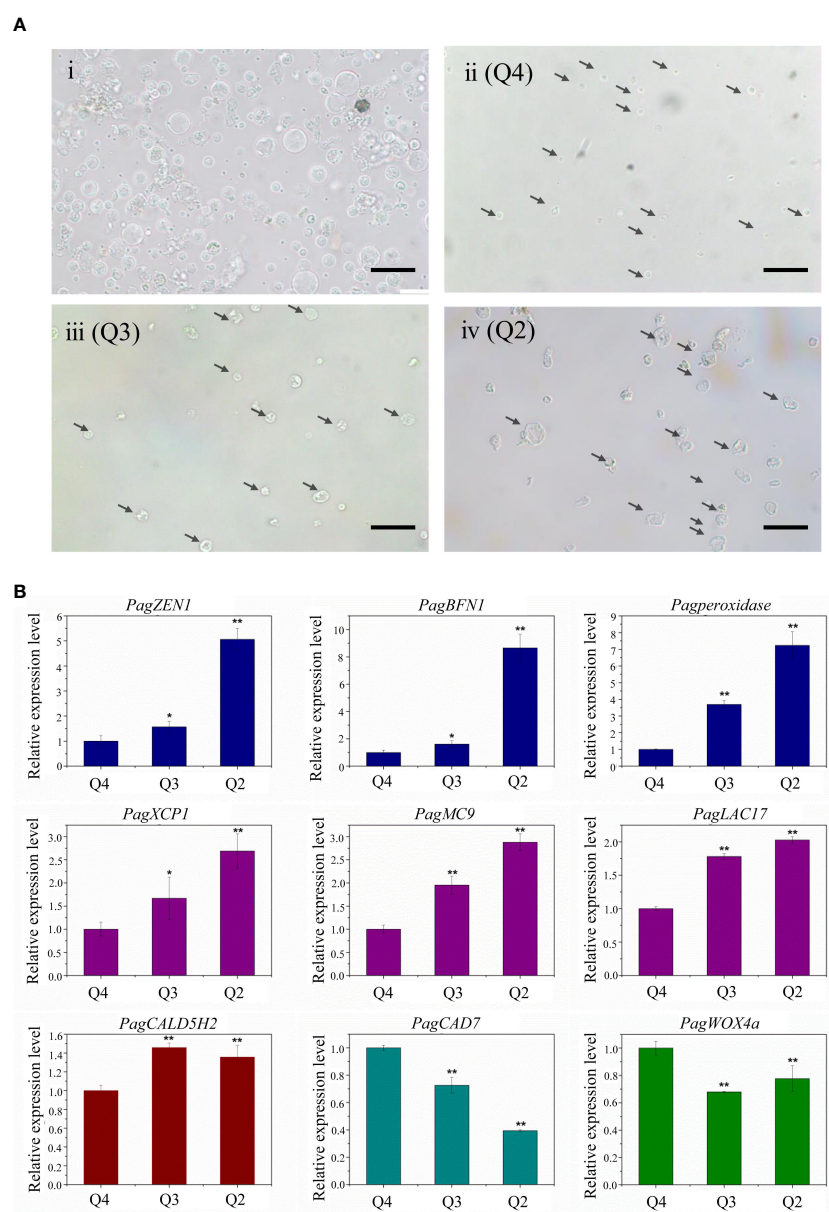 A
i
ii (Q4)
iii (Q3)
iv (Q2)
B
PagZEN1
Relative expression level
6
5
4
3
2
1
0
*
**
Q4 Q3 Q2
PagBFN1
Relative expression level
10
8
6
4
2
0
*
**
Q4 Q3 Q2
Pagperoxidase
Relative expression level
9
8
7
6
5
4
3
2
1
0
**
**
Q4 Q3 Q2
PagXCP1
Relative expression level
3.0
2.5
2.0
1.5
1.0
0.5
0.0
*
**
Q4 Q3 Q2
PagMC9
Relative expression level
3.0
2.5
2.0
1.5
1.0
0.5
0.0
**
**
Q4 Q3 Q2
PagLAC17
Relative expression level
2.0
1.5
1.0
0.5
0.0
**
**
Q4 Q3 Q2
PagCALD5H2
Relative expression level
1.6
1.4
1.2
1.0
0.8
0.6
0.4
0.2
0.0
**
**
Q4 Q3 Q2
PagCAD7
Relative expression level
1.0
0.8
0.6
0.4
0.2
0.0
**
**
Q4 Q3 Q2
PagWOX4a
Relative expression level
1.0
0.8
0.6
0.4
0.2
0.0
**
**
Q4 Q3 Q2